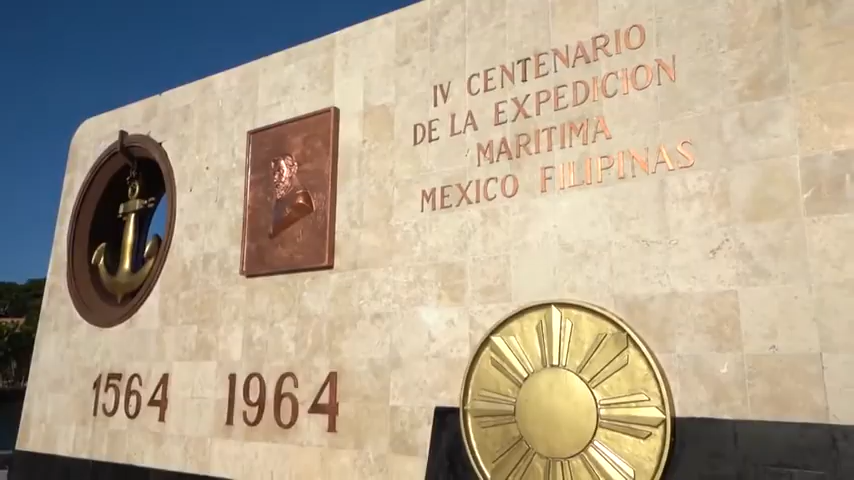 IV CENTENARIO
DE LA EXPEDICION
MARITIMA
MEXICO FILIPINAS
1564 1964